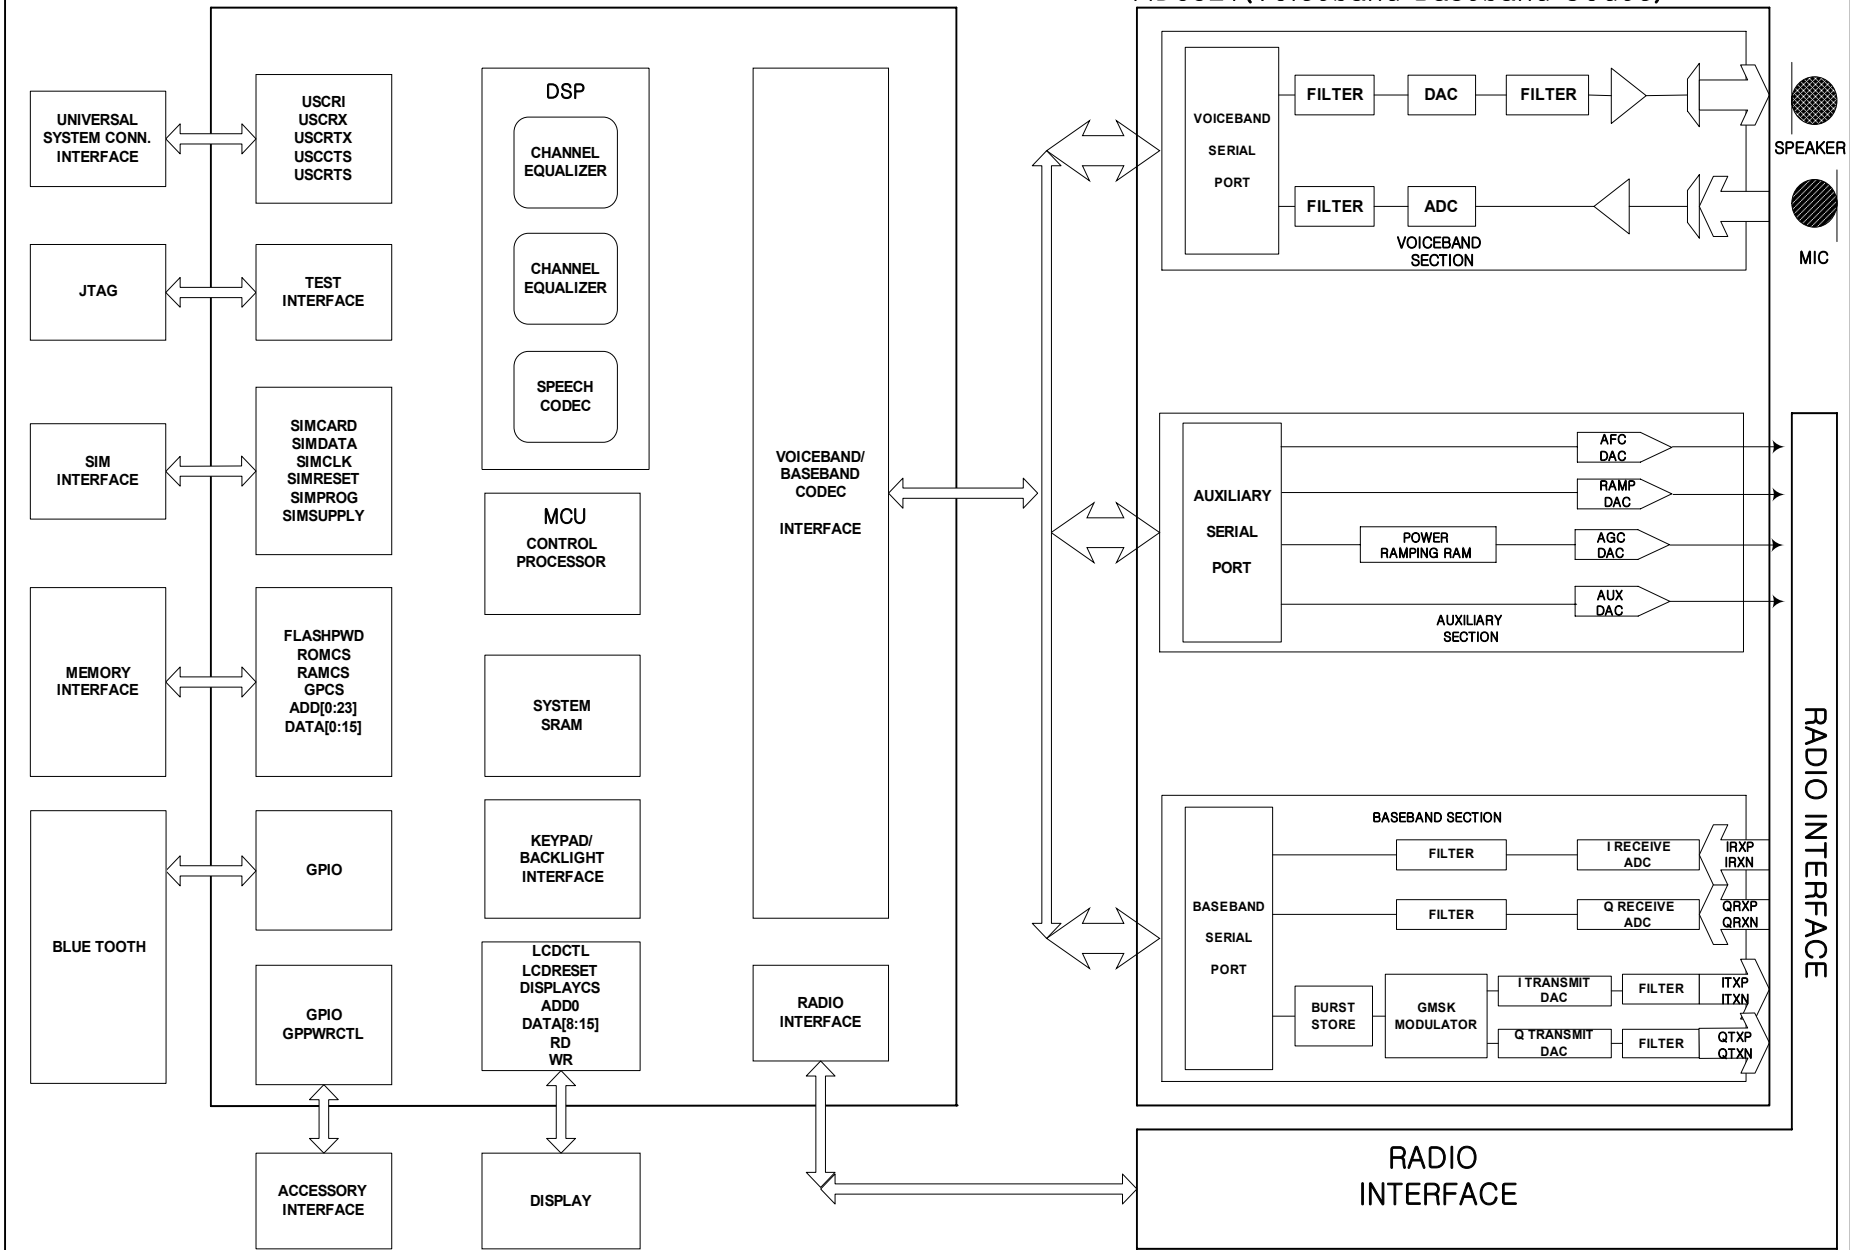 UNIVERSAL
SYSTEM CONN.
INTERFACE
JTAG
SIM
INTERFACE
MEMORY
INTERFACE
BLUE TOOTH
USCRI
USCRX
USCRTX
USCCTS
USCRTS
TEST
INTERFACE
SIMCARD
SIMDATA
SIMCLK
SIMRESET
SIMPROG
SIMSUPPLY
FLASHPWD
ROMCS
RAMCS
GPCS
ADD[0:23]
DATA[0:15]
GPIO
GPIO
GPPWRCTL
ACCESSORY
INTERFACE
DSP
CHANNEL
EQUALIZER
CHANNEL
EQUALIZER
SPEECH
CODEC
MCU
CONTROL
PROCESSOR
SYSTEM
SRAM
KEYPAD/
BACKLIGHT
INTERFACE
LCDCTL
LCDRESET
DISPLAYCS
ADD0
DATA[8:15]
RD
WR
DISPLAY
VOICEBAND/
BASEBAND
CODEC
INTERFACE
RADIO
INTERFACE
VOICEBAND
SERIAL
PORT
FILTER
DAC
FILTER
FILTER
ADC
VOICEBAND
SECTION
SPEAKER
MIC
AUXILIARY
SERIAL
PORT
AFC
DAC
RAMP
DAC
POWER
RAMPING RAM
AGC
DAC
AUX
DAC
AUXILIARY
SECTION
BASEBAND SECTION
BASEBAND
SERIAL
PORT
FILTER
I RECEIVE
ADC
IRXP
IRXN
FILTER
Q RECEIVE
ADC
QRXP
QRXN
BURST
STORE
GMSK
MODULATOR
I TRANSMIT
DAC
FILTER
ITXP
ITXN
Q TRANSMIT
DAC
FILTER
QTXP
QTXN
RADIO INTERFACE
RADIO
INTERFACE